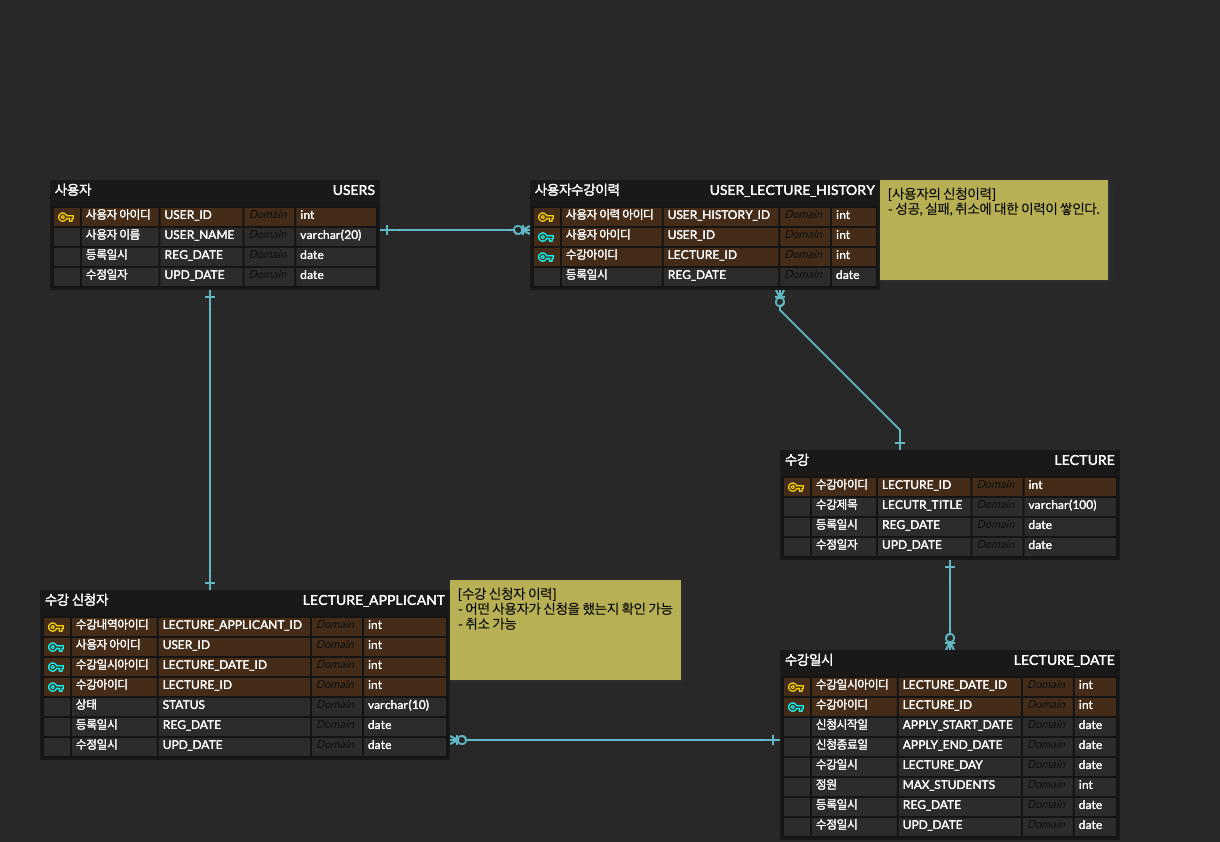 사용자 USERS
사용자 아이디 USER_ID Domain int
사용자 이름 USER_NAME Domain varchar(20)
등록일시 REG_DATE Domain date
수정일자 UPD_DATE Domain date
사용자수강이력 USER_LECTURE_HISTORY
사용자 이력 아이디 USER_HISTORY_ID Domain int
사용자 아이디 USER_ID Domain int
수강아이디 LECTURE_ID Domain int
등록일시 REG_DATE Domain date
[사용자의 신청이력]
- 성공, 실패, 취소에 대한 이력이 쌓인다.
수강 LECTURE
수강아이디 LECTURE_ID Domain int
수강제목 LECUTR_TITLE Domain varchar(100)
등록일시 REG_DATE Domain date
수정일자 UPD_DATE Domain date
수강 신청자 LECTURE_APPLICANT
수강내역아이디 LECTURE_APPLICANT_ID Domain int
사용자 아이디 USER_ID Domain int
수강일시아이디 LECTURE_DATE_ID Domain int
수강아이디 LECTURE_ID Domain int
상태 STATUS Domain varchar(10)
등록일시 REG_DATE Domain date
수정일시 UPD_DATE Domain date
[수강 신청자 이력]
- 어떤 사용자가 신청을 했는지 확인 가능
- 취소 가능
수강일시 LECTURE_DATE
수강일시아이디 LECTURE_DATE_ID Domain int
수강아이디 LECTURE_ID Domain int
신청시작일 APPLY_START_DATE Domain date
신청종료일 APPLY_END_DATE Domain date
수강일시 LECTURE_DAY Domain date
정원 MAX_STUDENTS Domain int
등록일시 REG_DATE Domain date
수정일시 UPD_DATE Domain date